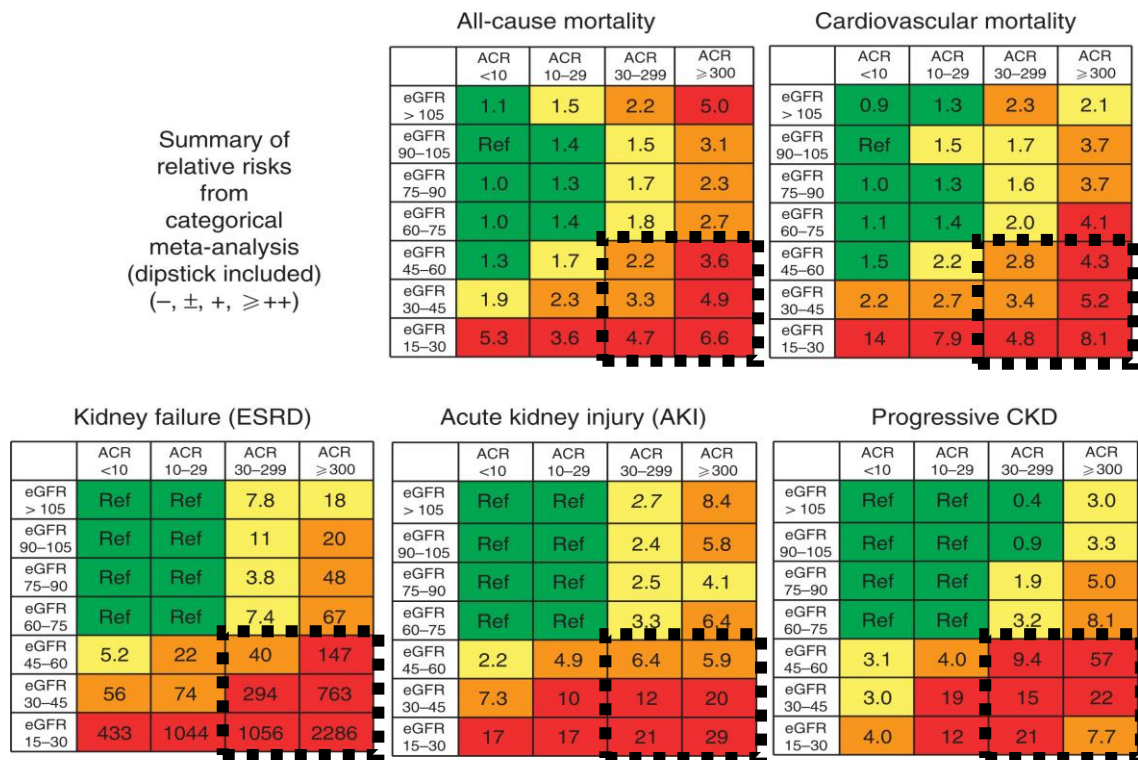 All-cause mortality
ACR <10 ACR 10–29 ACR 30–299 ACR ⩾300
eGFR > 105 1.1 1.5 2.2 5.0
eGFR 90–105 Ref 1.4 1.5 3.1
eGFR 75–90 1.0 1.3 1.7 2.3
eGFR 60–75 1.0 1.4 1.8 2.7
eGFR 45–60 1.3 1.7 2.2 3.6
eGFR 30–45 1.9 2.3 3.3 4.9
eGFR 15–30 5.3 3.6 4.7 6.6
Cardiovascular mortality
ACR <10 ACR 10–29 ACR 30–299 ACR ⩾300
eGFR > 105 0.9 1.3 2.3 2.1
eGFR 90–105 Ref 1.5 1.7 3.7
eGFR 75–90 1.0 1.3 1.6 3.7
eGFR 60–75 1.1 1.4 2.0 4.1
eGFR 45–60 1.5 2.2 2.8 4.3
eGFR 30–45 2.2 2.7 3.4 5.2
eGFR 15–30 14 7.9 4.8 8.1
Summary of
relative risks
from
categorical
meta-analysis
(dipstick included)
(−, ±, +, ⩾++)
Kidney failure (ESRD)
ACR <10 ACR 10–29 ACR 30–299 ACR ⩾300
eGFR > 105 Ref Ref 7.8 18
eGFR 90–105 Ref Ref 11 20
eGFR 75–90 Ref Ref 3.8 48
eGFR 60–75 Ref Ref 7.4 67
eGFR 45–60 5.2 22 40 147
eGFR 30–45 56 74 294 763
eGFR 15–30 433 1044 1056 2286
Acute kidney injury (AKI)
ACR <10 ACR 10–29 ACR 30–299 ACR ⩾300
eGFR > 105 Ref Ref 2.7 8.4
eGFR 90–105 Ref Ref 2.4 5.8
eGFR 75–90 Ref Ref 2.5 4.1
eGFR 60–75 Ref Ref 3.3 6.4
eGFR 45–60 2.2 4.9 6.4 5.9
eGFR 30–45 7.3 10 12 20
eGFR 15–30 17 17 21 29
Progressive CKD
ACR <10 ACR 10–29 ACR 30–299 ACR ⩾300
eGFR > 105 Ref Ref 0.4 3.0
eGFR 90–105 Ref Ref 0.9 3.3
eGFR 75–90 Ref Ref 1.9 5.0
eGFR 60–75 Ref Ref 3.2 8.1
eGFR 45–60 3.1 4.0 9.4 57
eGFR 30–45 3.0 19 15 22
eGFR 15–30 4.0 12 21 7.7